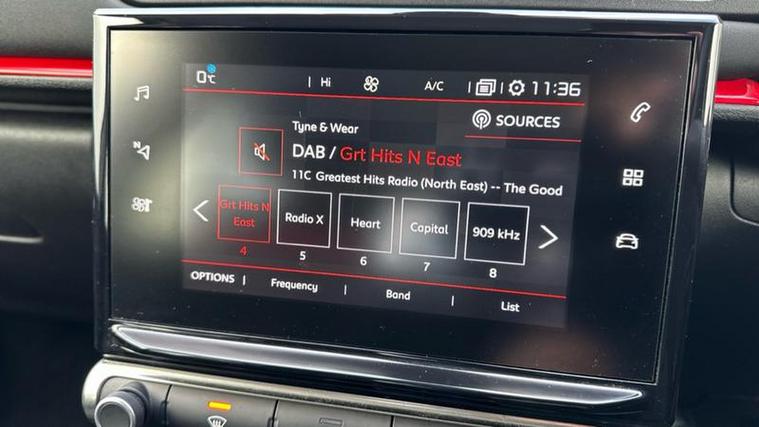 0°C Hi A/C 11:36
Tyne & Wear
SOURCES
DAB / Grt Hits N East
11C Greatest Hits Radio (North East) -- The Good
N
Grt Hits N East
Radio X
Heart
Capital
909 kHz
4 5 6 7 8
OPTIONS Frequency Band List